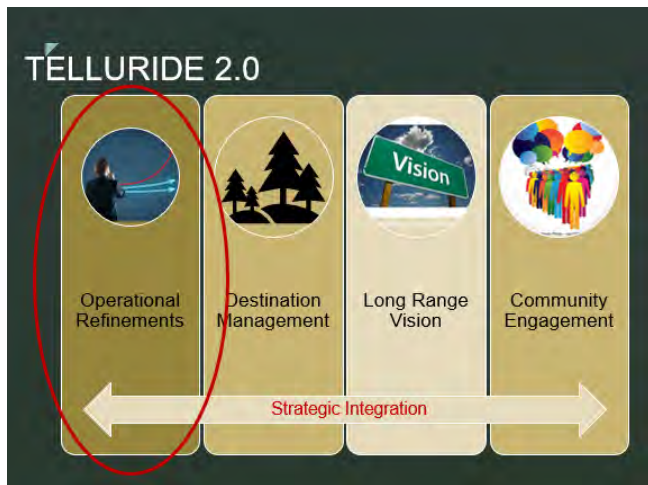 TELLURIDE 2.0
Vision
Operational
Refinements
Destination
Management
Long Range
Vision
Community
Engagement
Strategic Integration